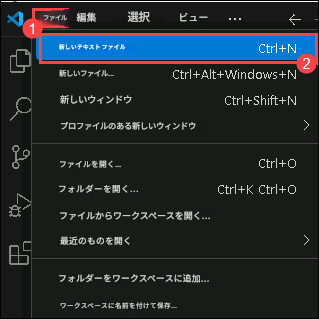 ファイル 編集 選択 ビュー ... ←
1
新しいテキスト ファイル Ctrl+N
2
新しいファイル... Ctrl+Alt+Windows+N
新しいウィンドウ Ctrl+Shift+N
プロファイルのある新しいウィンドウ
ファイルを開く... Ctrl+O
フォルダーを開く... Ctrl+K Ctrl+O
ファイルからワークスペースを開く...
最近のものを開く
フォルダーをワークスペースに追加...
ワークスペースに名前を付けて保存...